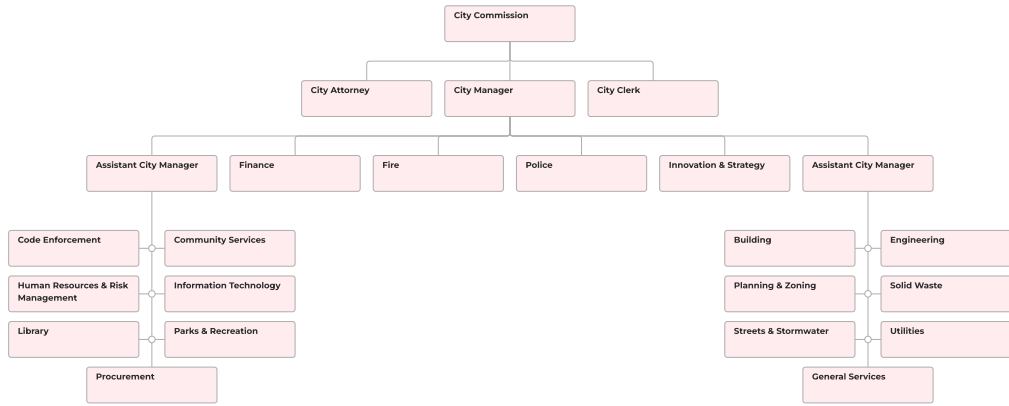 City Commission
City Attorney
City Manager
City Clerk
Assistant City Manager
Finance
Fire
Police
Innovation & Strategy
Assistant City Manager
Code Enforcement
Community Services
Building
Engineering
Human Resources & Risk
Management
Information Technology
Planning & Zoning
Solid Waste
Library
Parks & Recreation
Streets & Stormwater
Utilities
Procurement
General Services